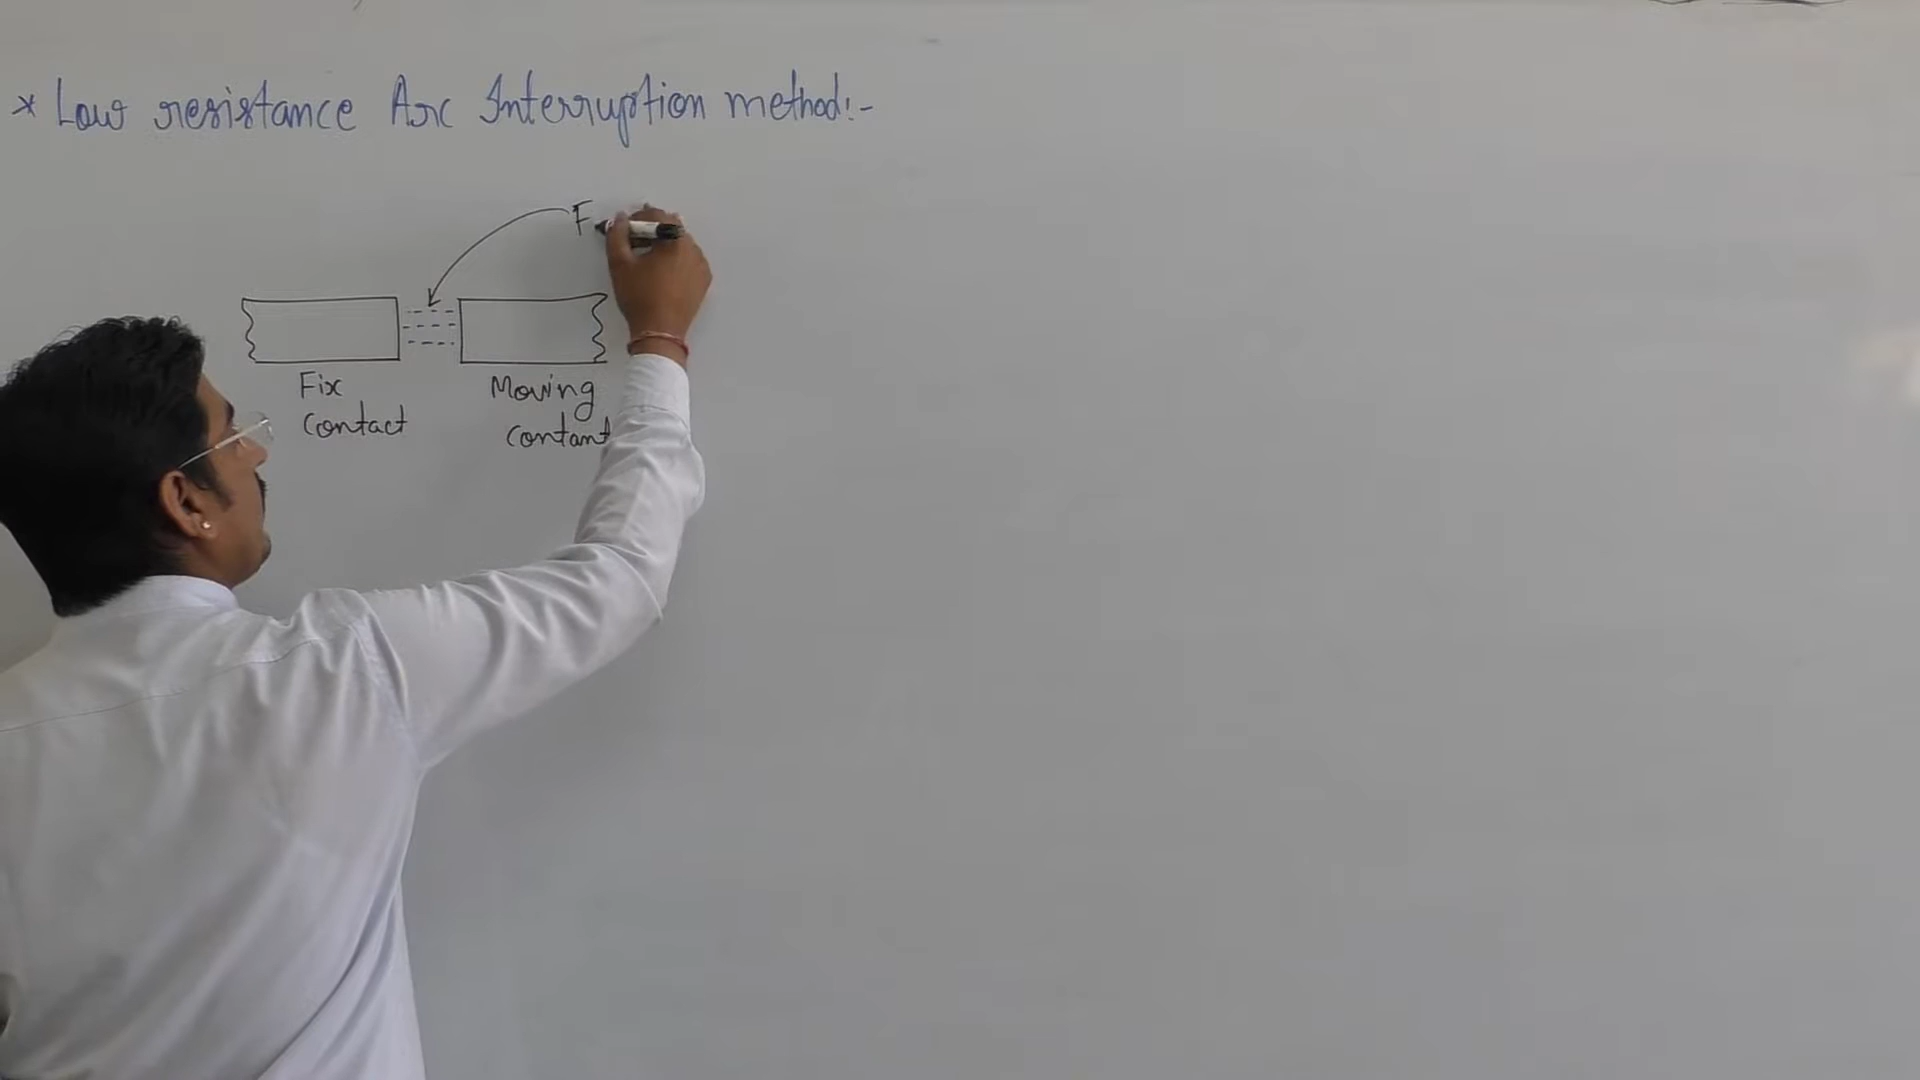 * Low resistance Arc Interruption method:-
F
Fix
Contact
Moving
Contant